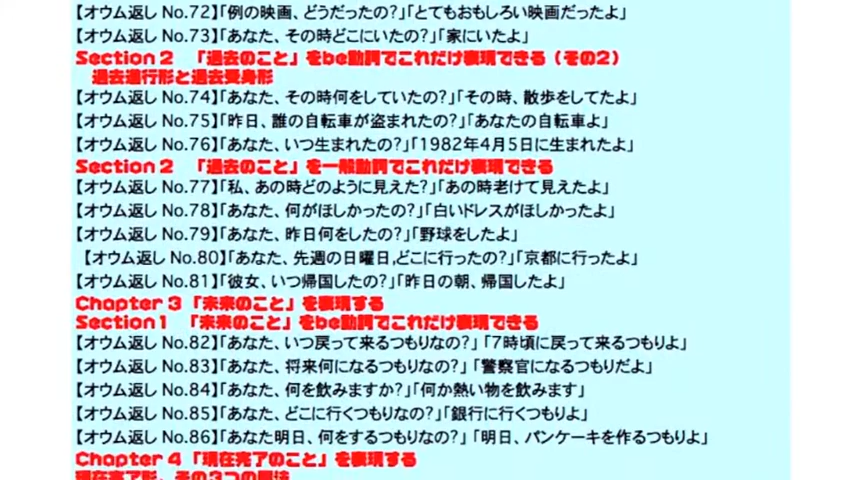 【オウム返し No.72】「例の映画、どうだったの?」「とてもおもしろい映画だったよ」
【オウム返し No.73】「あなた、その時どこにいたの?」「家にいたよ」
Section 2 「過去のこと」をbe動詞でこれだけ表現できる（その2）
過去進行形と過去受身形
【オウム返し No.74】「あなた、その時何をしていたの?」「その時、散歩をしてたよ」
【オウム返し No.75】「昨日、誰の自転車が盗まれたの?」「あなたの自転車よ」
【オウム返し No.76】「あなた、いつ生まれたの?」「1982年4月5日に生まれたよ」
Section 2 「過去のこと」を一般動詞でこれだけ表現できる
【オウム返し No.77】「私、あの時どのように見えた?」「あの時老けて見えたよ」
【オウム返し No.78】「あなた、何がほしかったの?」「白いドレスがほしかったよ」
【オウム返し No.79】「あなた、昨日何をしたの?」「野球をしたよ」
【オウム返し No.80】「あなた、先週の日曜日,どこに行ったの?」「京都に行ったよ」
【オウム返し No.81】「彼女、いつ帰国したの?」「昨日の朝、帰国したよ」
Chapter 3 「未来のこと」を表現する
Section1 「未来のこと」をbe動詞でこれだけ表現できる
【オウム返し No.82】「あなた、いつ戻って来るつもりなの?」 「7時頃に戻って来るつもりよ」
【オウム返し No.83】「あなた、将来何になるつもりなの?」 「警察官になるつもりだよ」
【オウム返し No.84】「あなた、何を飲みますか?」「何か熱い物を飲みます」
【オウム返し No.85】「あなた、どこに行くつもりなの?」「銀行に行くつもりよ」
【オウム返し No.86】「あなた明日、何をするつもりなの?」 「明日、パンケーキを作るつもりよ」
Chapter 4 「現在完了のこと」を表現する
現在完了形、その3つの用法